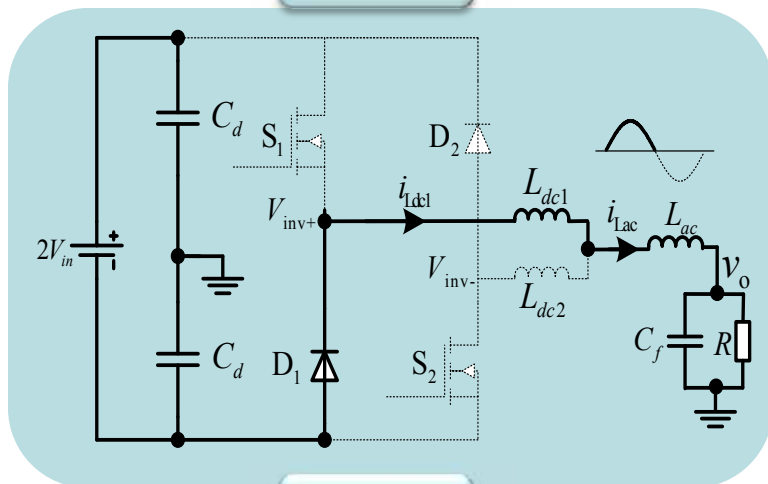 C_d
S_1
D_2
i_Ldc1
L_dc1
V_inv+
i_Lac
L_ac
2V_in
+
V_inv-
L_dc2
v_o
C_d
D_1
S_2
C_f
R